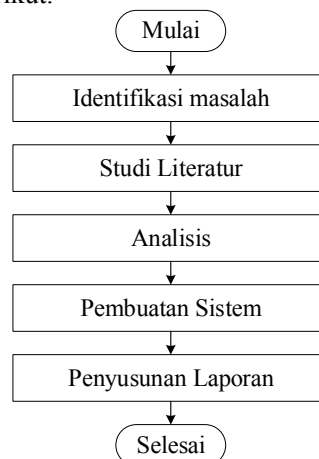 Mulai
Identifikasi masalah
Studi Literatur
Analisis
Pembuatan Sistem
Penyusunan Laporan
Selesai